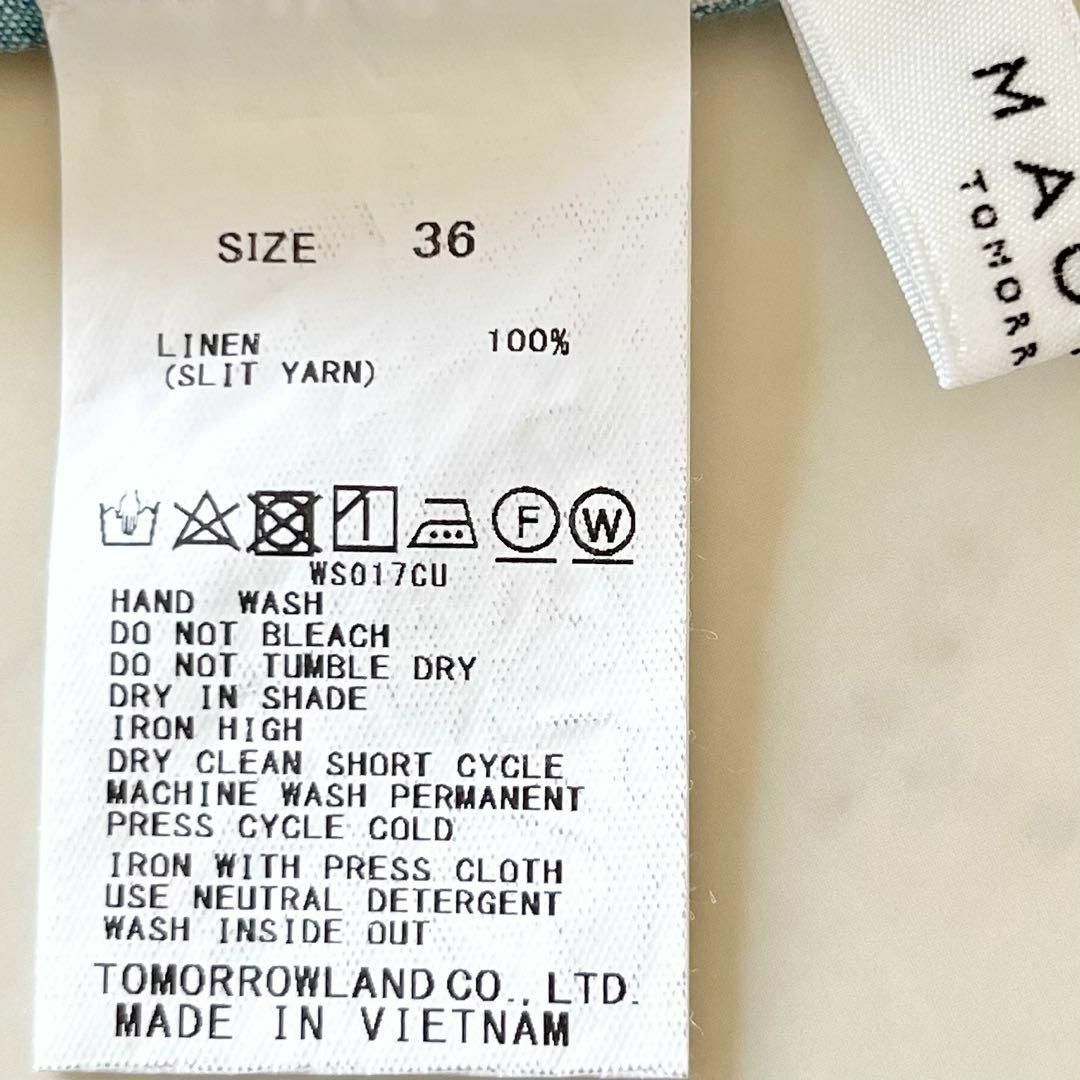 SIZE 36
LINEN 100%
(SLIT YARN)
F W
WS017CU
HAND WASH
DO NOT BLEACH
DO NOT TUMBLE DRY
DRY IN SHADE
IRON HIGH
DRY CLEAN SHORT CYCLE
MACHINE WASH PERMANENT
PRESS CYCLE COLD
IRON WITH PRESS CLOTH
USE NEUTRAL DETERGENT
WASH INSIDE OUT
TOMORROWLAND CO., LTD.
MADE IN VIETNAM
MA
TOMORR